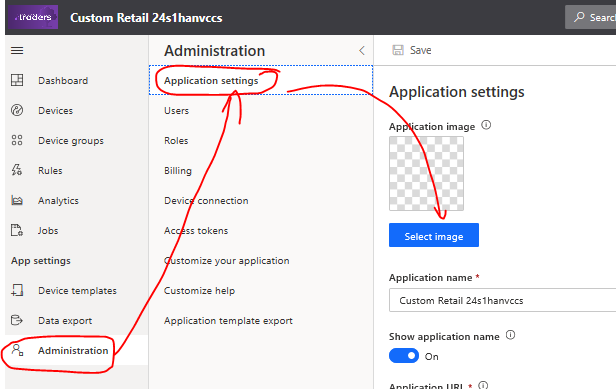 traders
Custom Retail 24s1hanvccs
Search
Administration
Save
Application settings
Dashboard
Users
Devices
Roles
Device groups
Billing
Rules
Device connection
Analytics
Access tokens
Jobs
Customize your application
App settings
Customize help
Device templates
Application template export
Data export
Administration
Application settings
Application image
Select image
Application name *
Custom Retail 24s1hanvccs
Show application name
On
Application URL *